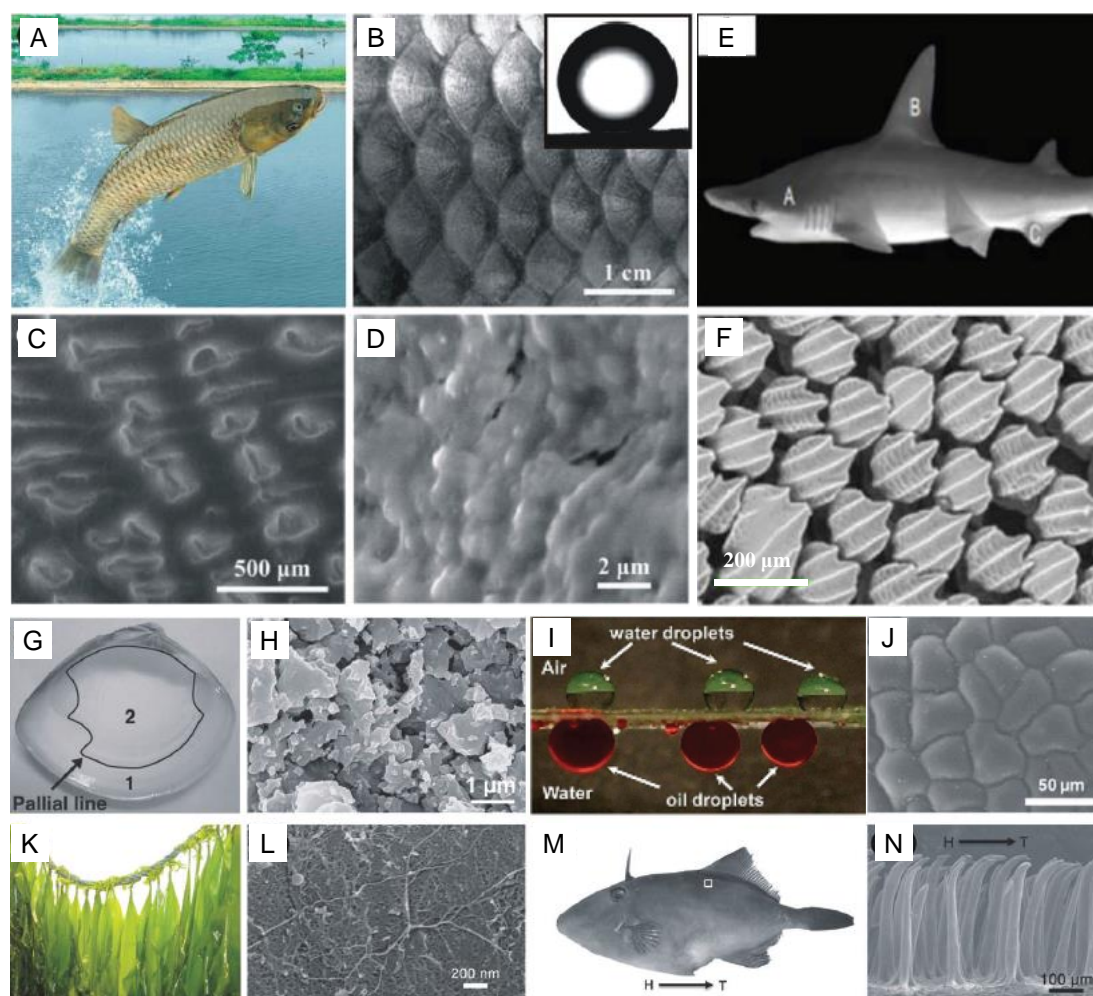 A
B
1 cm
E
A
B
C
C
500 µm
D
2 µm
F
200 µm
G
2
1
Pallial line
H
1 µm
I
water droplets
Air
Water
oil droplets
J
50 µm
K
L
200 nm
M
H T
N
H T
100 µm